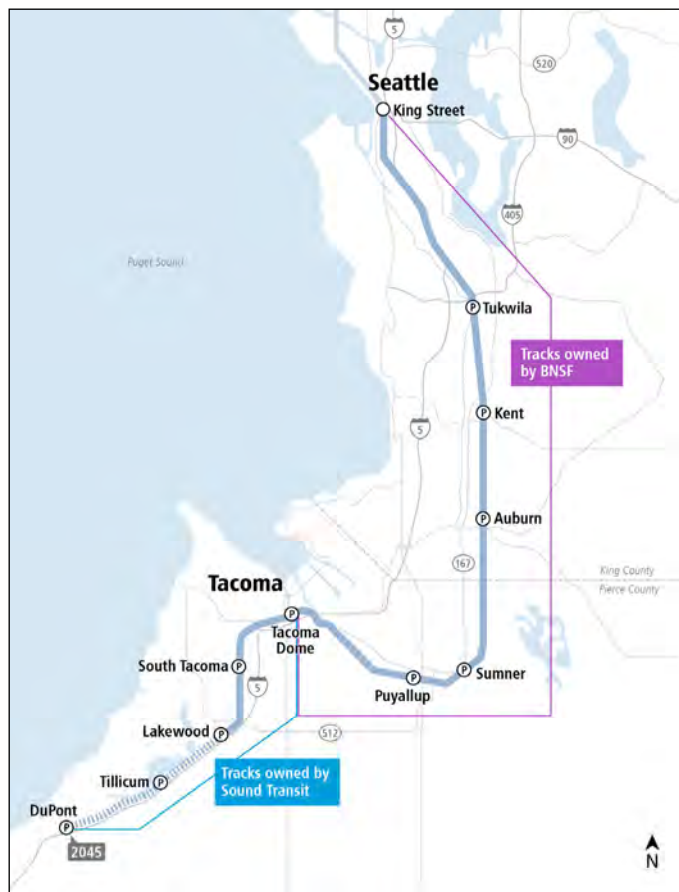 5
520
Seattle
King Street
90
405
Puget Sound
Tukwila
Tracks owned
by BNSF
Kent
5
Auburn
167
King County
Pierce County
Tacoma
Tacoma
Dome
South Tacoma
Sumner
5
Puyallup
Lakewood
512
Tracks owned by
Sound Transit
Tillicum
DuPont
2045
N
P
P
P
P
P
P
P
P
P
P
P